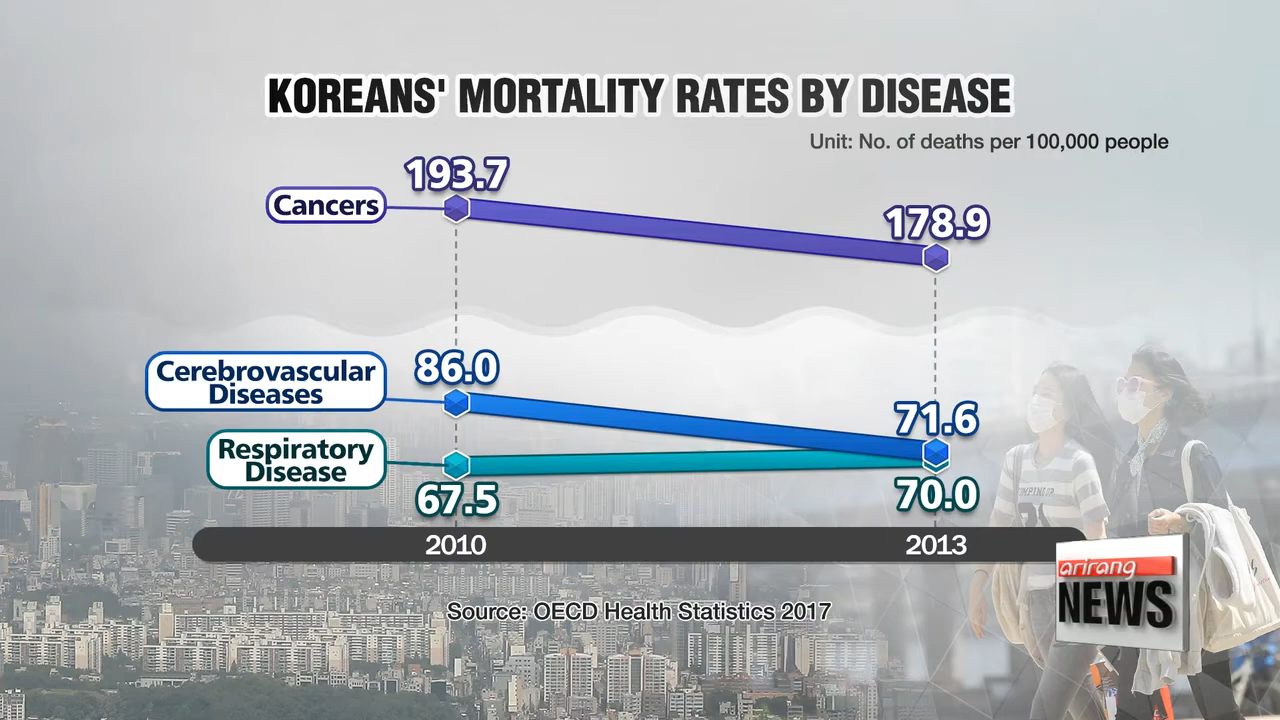 KOREANS' MORTALITY RATES BY DISEASE
Unit: No. of deaths per 100,000 people
193.7
Cancers
178.9
Cerebrovascular
Diseases
86.0
71.6
Respiratory
Disease
67.5
70.0
2010
2013
arirang
NEWS
Source: OECD Health Statistics 2017